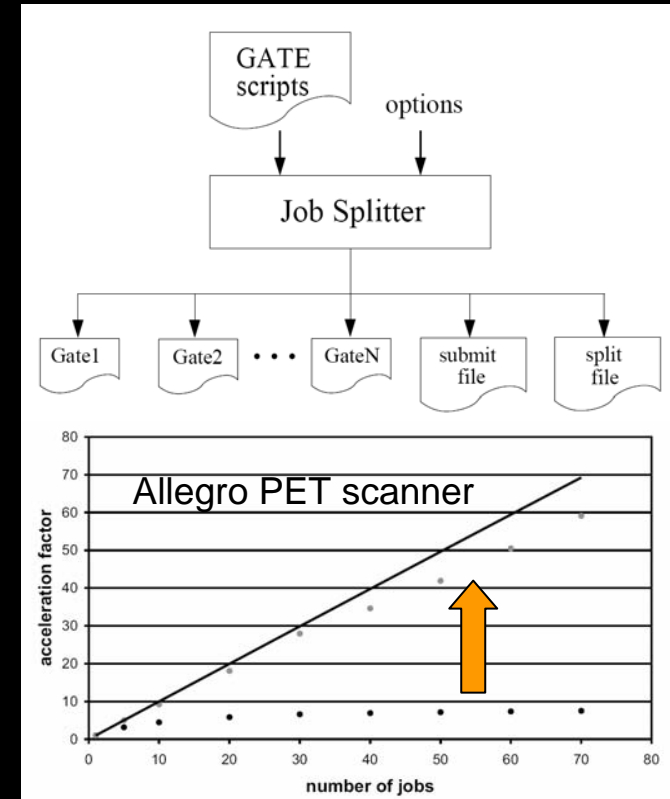 GATE
scripts
options
Job Splitter
Gate1 Gate2 • • • GateN submit file split file
80
70
60
50
40
30
20
10
0
acceleration factor
Allegro PET scanner
0 10 20 30 40 50 60 70 80
number of jobs